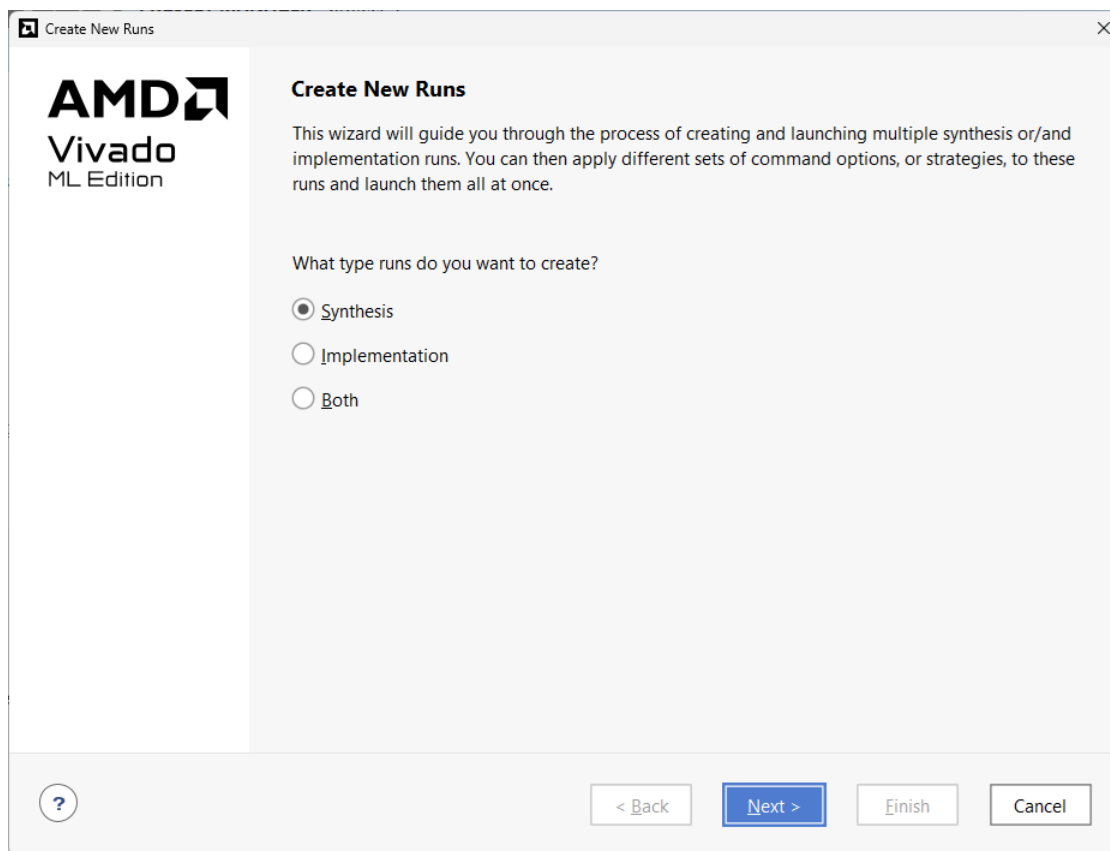 Create New Runs
AMD
Vivado
ML Edition
Create New Runs
This wizard will guide you through the process of creating and launching multiple synthesis or/and
implementation runs. You can then apply different sets of command options, or strategies, to these
runs and launch them all at once.
What type runs do you want to create?
Synthesis
Implementation
Both
?
< Back
Next >
Finish
Cancel